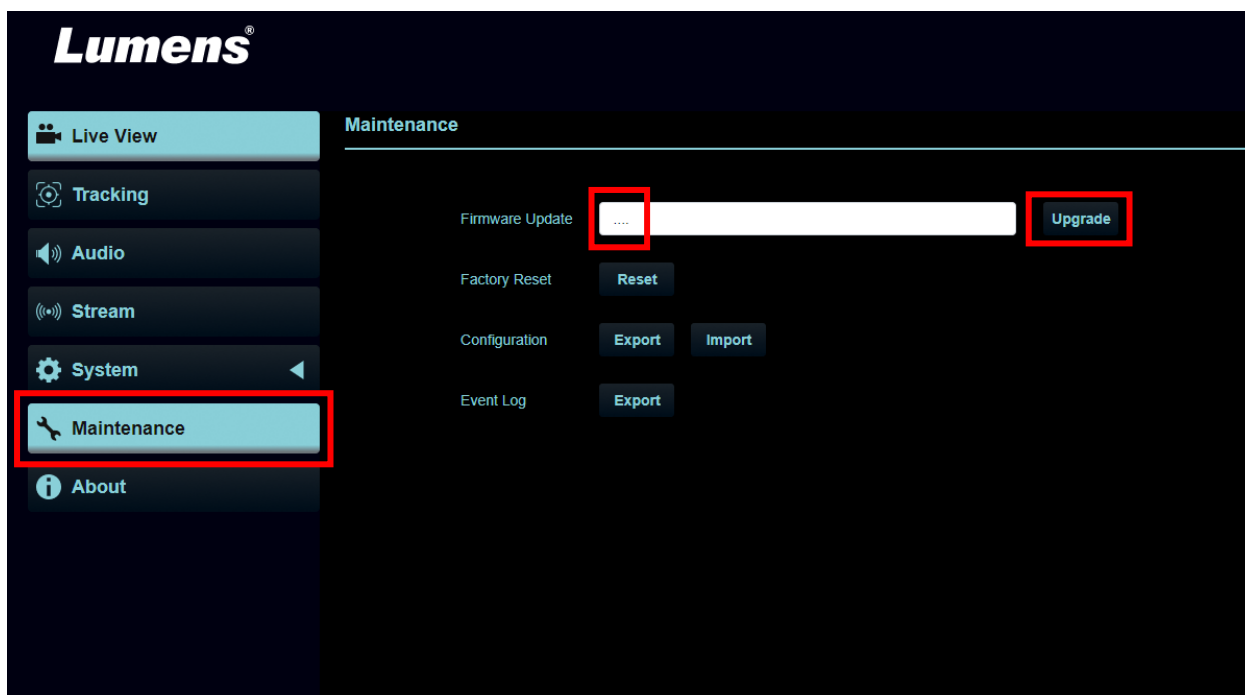 Lumens®
Live View
Tracking
Audio
Stream
System
Maintenance
About
Maintenance
Firmware Update .... Upgrade
Factory Reset Reset
Configuration Export Import
Event Log Export